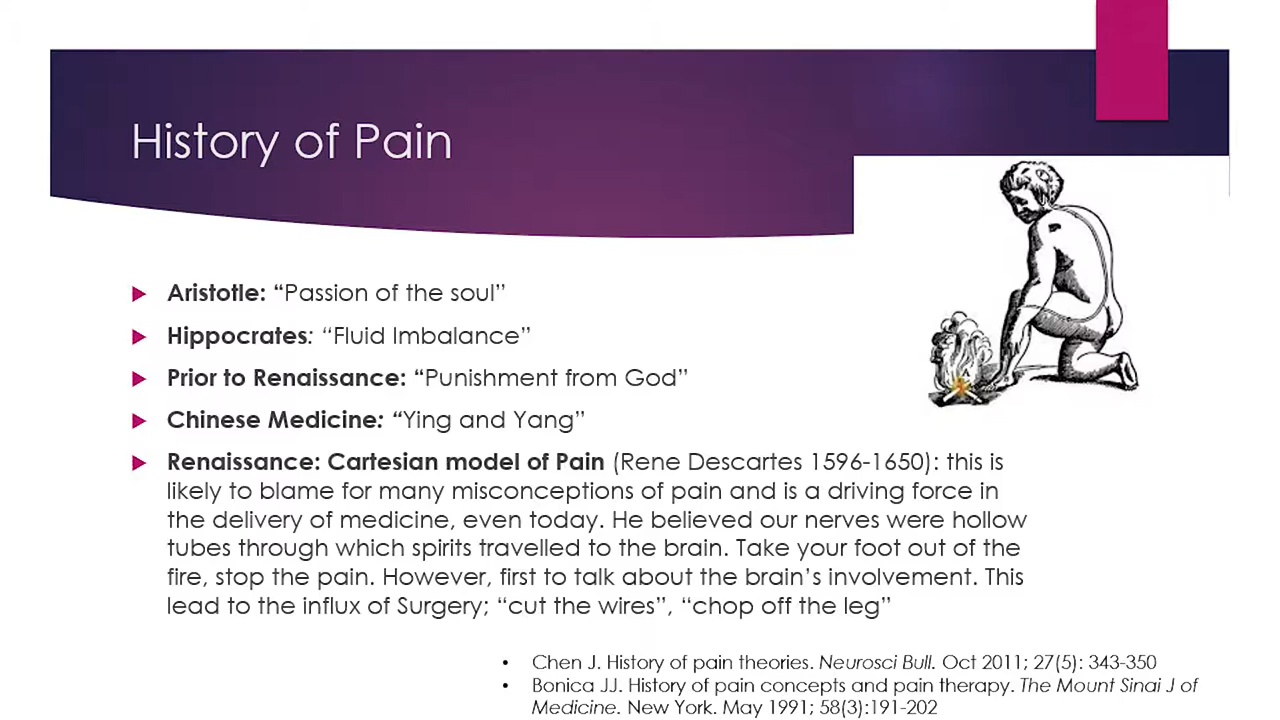 History of Pain
Aristotle: “Passion of the soul”
Hippocrates: “Fluid Imbalance”
Prior to Renaissance: “Punishment from God”
Chinese Medicine: “Ying and Yang”
Renaissance: Cartesian model of Pain (Rene Descartes 1596-1650): this is
likely to blame for many misconceptions of pain and is a driving force in
the delivery of medicine, even today. He believed our nerves were hollow
tubes through which spirits travelled to the brain. Take your foot out of the
fire, stop the pain. However, first to talk about the brain’s involvement. This
lead to the influx of Surgery; “cut the wires”, “chop off the leg”
• Chen J. History of pain theories. Neurosci Bull. Oct 2011; 27(5): 343-350
• Bonica JJ. History of pain concepts and pain therapy. The Mount Sinai J of
Medicine. New York. May 1991; 58(3):191-202